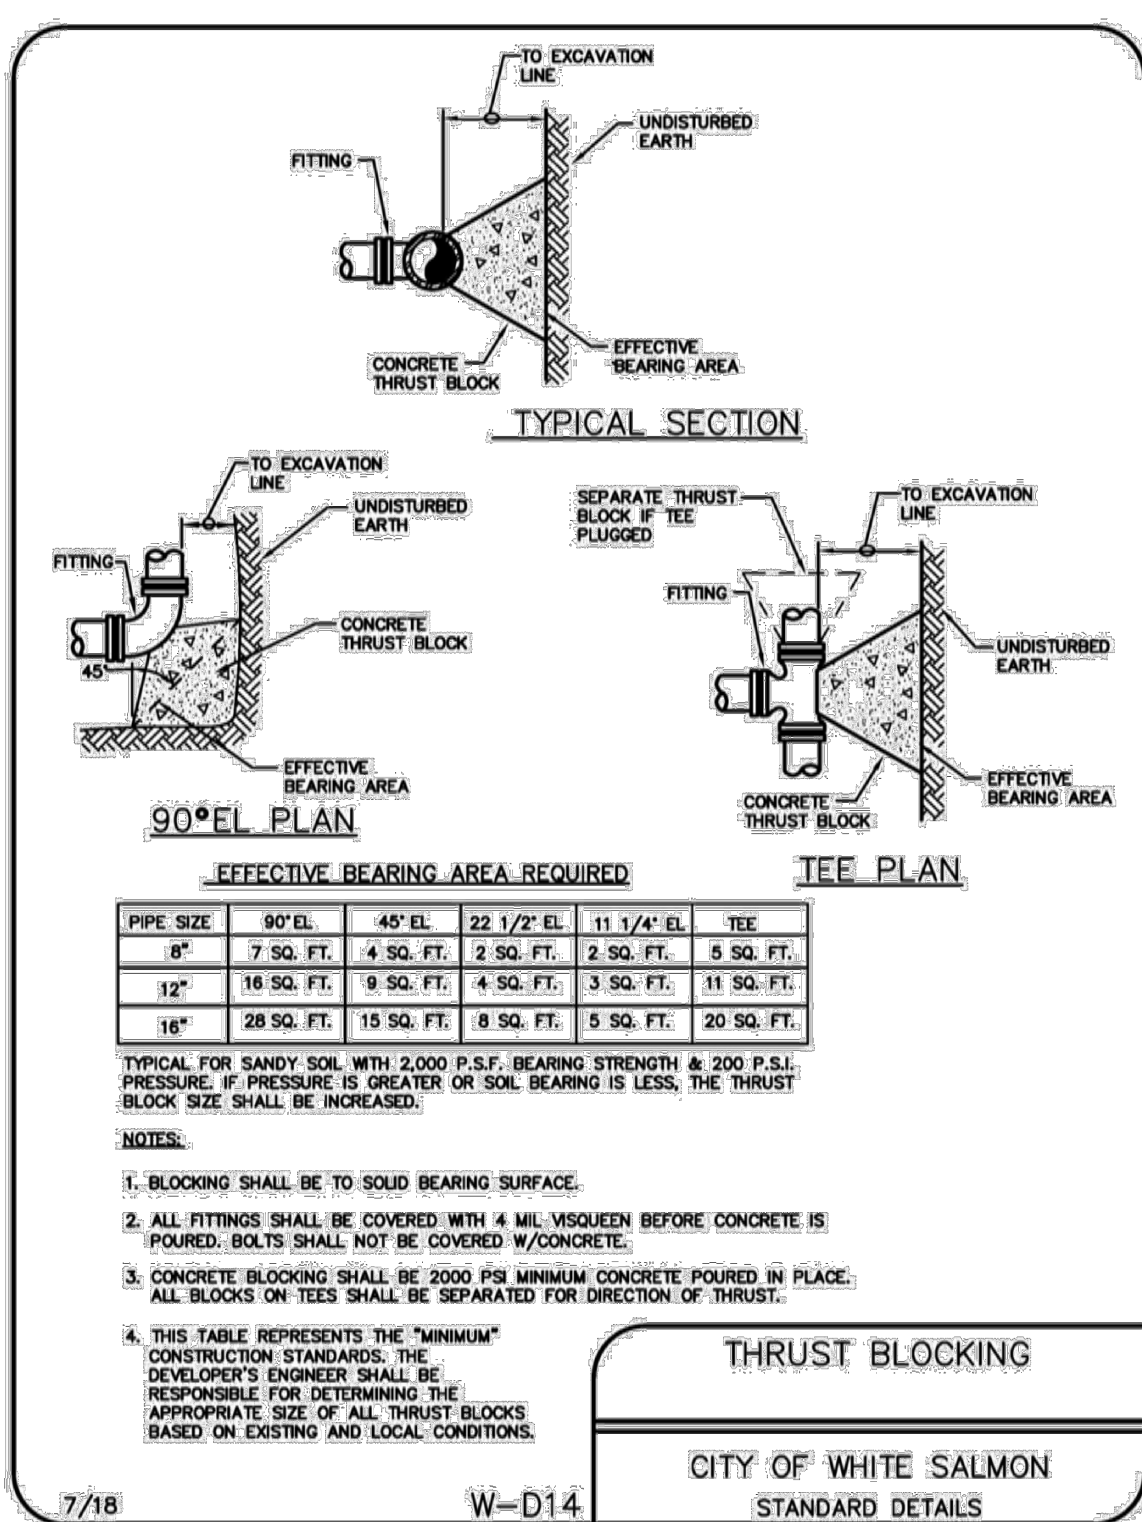 TO EXCAVATION
LINE
UNDISTURBED
EARTH
FITTING
EFFECTIVE
BEARING AREA
CONCRETE
THRUST BLOCK
TYPICAL SECTION
TO EXCAVATION
LINE
UNDISTURBED
EARTH
FITTING
CONCRETE
THRUST BLOCK
45°
EFFECTIVE
BEARING AREA
90°EL PLAN
SEPARATE THRUST
BLOCK IF TEE
PLUGGED
TO EXCAVATION
LINE
FITTING
UNDISTURBED
EARTH
EFFECTIVE
BEARING AREA
CONCRETE
THRUST BLOCK
TEE PLAN
EFFECTIVE BEARING AREA REQUIRED
PIPE SIZE 90° EL 45° EL 22 1/2° EL 11 1/4° EL TEE
8" 7 SQ. FT. 4 SQ. FT. 2 SQ. FT. 2 SQ. FT. 5 SQ. FT.
12" 16 SQ. FT. 9 SQ. FT. 4 SQ. FT. 3 SQ. FT. 11 SQ. FT.
16" 28 SQ. FT. 15 SQ. FT. 8 SQ. FT. 5 SQ. FT. 20 SQ. FT.
TYPICAL FOR SANDY SOIL WITH 2,000 P.S.F. BEARING STRENGTH & 200 P.S.I.
PRESSURE. IF PRESSURE IS GREATER OR SOIL BEARING IS LESS, THE THRUST
BLOCK SIZE SHALL BE INCREASED.
NOTES:
1. BLOCKING SHALL BE TO SOLID BEARING SURFACE.
2. ALL FITTINGS SHALL BE COVERED WITH 4 MIL VISQUEEN BEFORE CONCRETE IS
POURED. BOLTS SHALL NOT BE COVERED W/CONCRETE.
3. CONCRETE BLOCKING SHALL BE 2000 PSI MINIMUM CONCRETE POURED IN PLACE.
ALL BLOCKS ON TEES SHALL BE SEPARATED FOR DIRECTION OF THRUST.
4. THIS TABLE REPRESENTS THE "MINIMUM"
CONSTRUCTION STANDARDS. THE
DEVELOPER'S ENGINEER SHALL BE
RESPONSIBLE FOR DETERMINING THE
APPROPRIATE SIZE OF ALL THRUST BLOCKS
BASED ON EXISTING AND LOCAL CONDITIONS.
THRUST BLOCKING
CITY OF WHITE SALMON
STANDARD DETAILS
7/18
W-D14